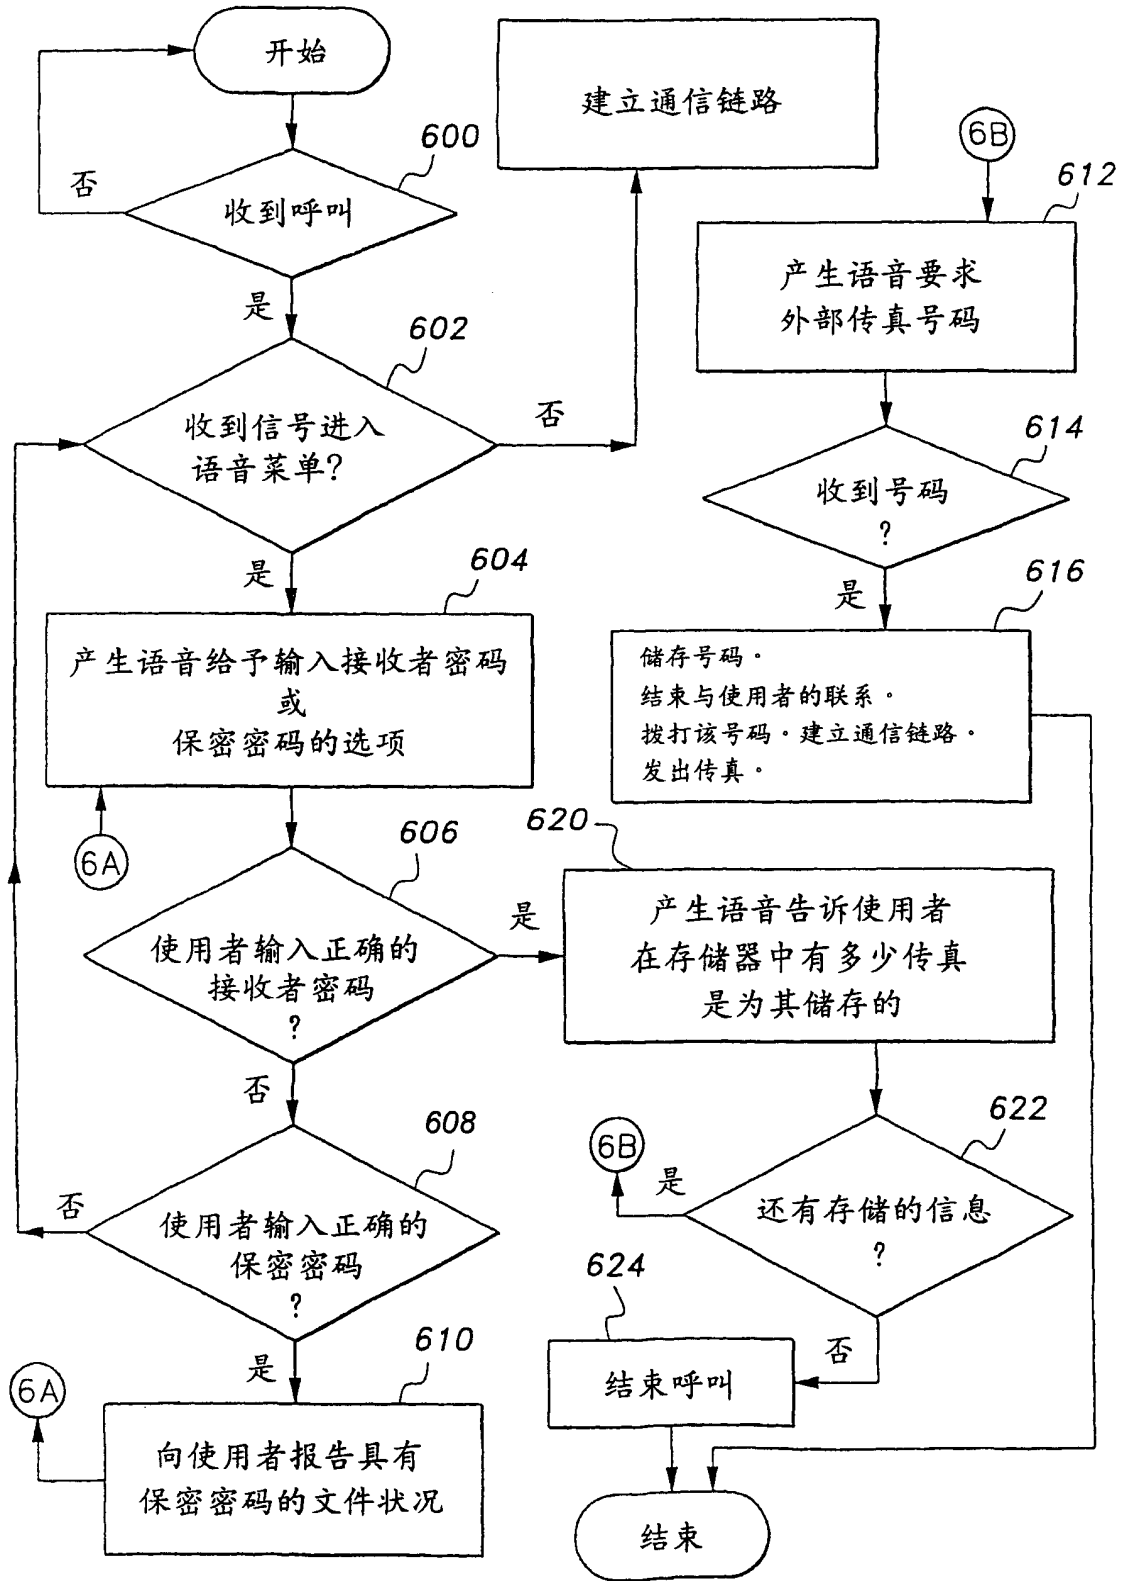 开始
否
600
收到呼叫
是
602
收到信号进入
语音菜单?
否
建立通信链路
是
604
产生语音给予输入接收者密码
或
保密密码的选项
6A
606
使用者输入正确的
接收者密码
?
是
否
608
使用者输入正确的
保密密码
?
否
是
610
6A
向使用者报告具有
保密密码的文件状况
6B
612
产生语音要求
外部传真号码
614
收到号码
?
是
616
储存号码。
结束与使用者的联系。
拨打该号码。建立通信链路。
发出传真。
620
产生语音告诉使用者
在存储器中有多少传真
是为其储存的
622
6B
是
还有存储的信息
?
624
否
结束呼叫
结束